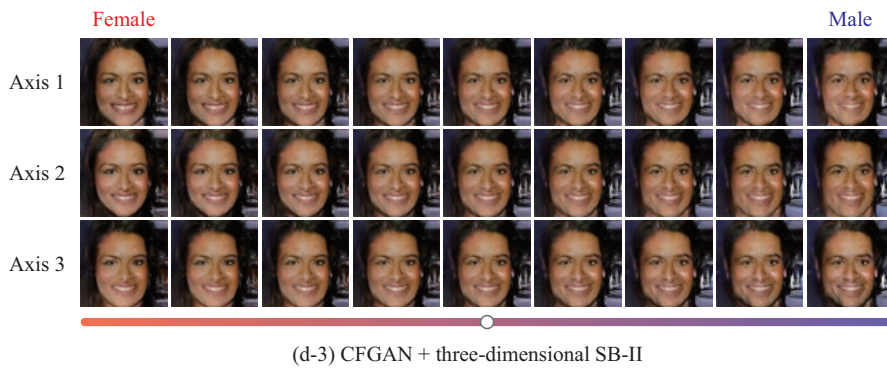 Female Male
Axis 1
Axis 2
Axis 3
(d-3) CFGAN + three-dimensional SB-II